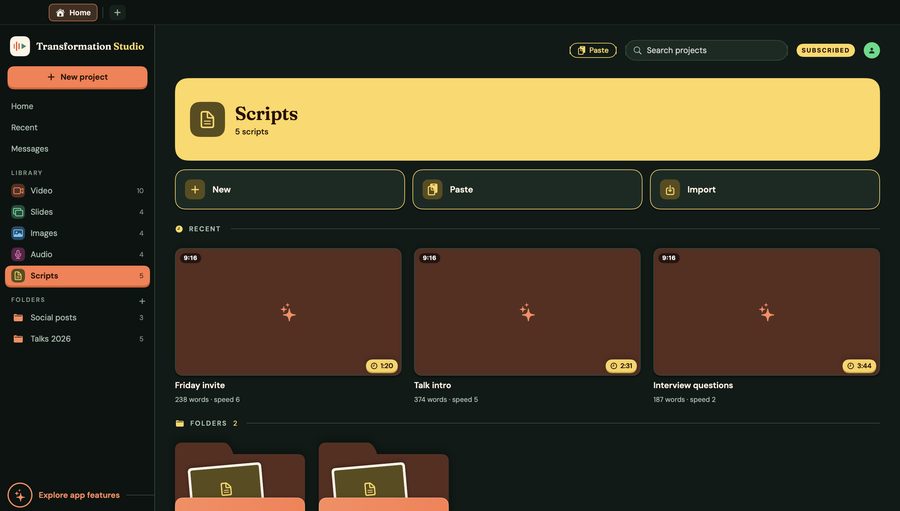 Home
+
Transformation Studio
+ New project
Home
Recent
Messages
LIBRARY
Video 10
Slides 4
Images 4
Audio 4
Scripts 5
FOLDERS +
Social posts 3
Talks 2026 5
Explore app features
Paste
Search projects
SUBSCRIBED
Scripts
5 scripts
New
Paste
Import
RECENT
9:16
1:20
Friday invite
238 words · speed 6
9:16
2:31
Talk intro
374 words · speed 5
9:16
3:44
Interview questions
187 words · speed 2
FOLDERS 2